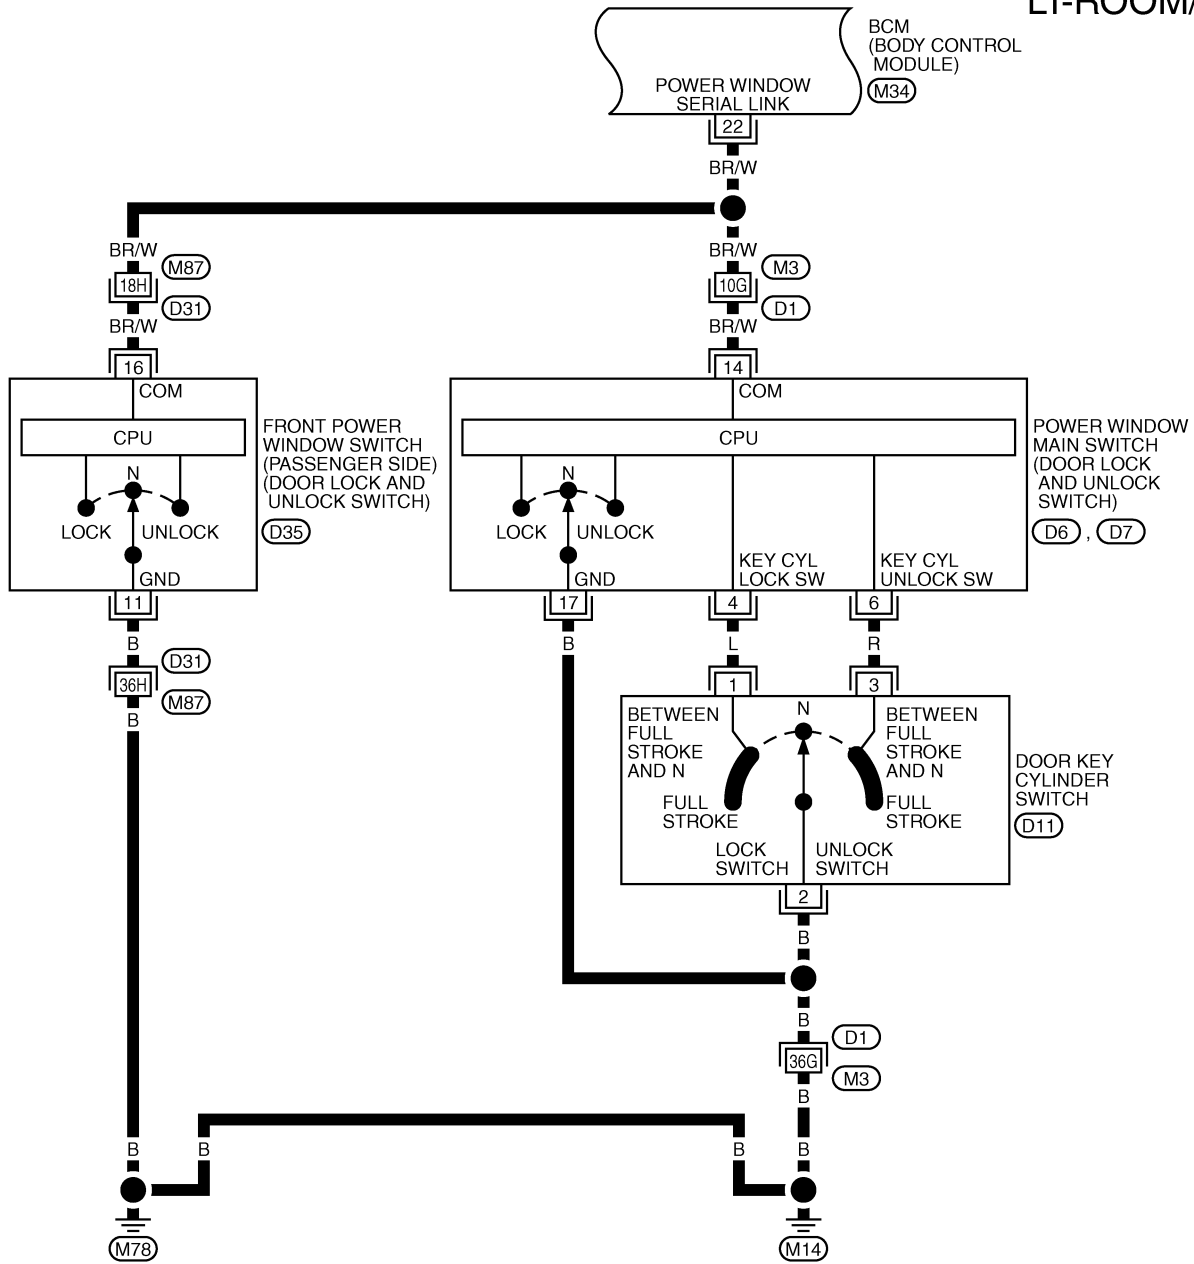 LT-ROOM/
BCM
(BODY CONTROL
MODULE)
M34
POWER WINDOW
SERIAL LINK
22
BR/W
BR/W
M87
18H
D31
BR/W
BR/W
M3
10G
D1
BR/W
16
COM
CPU
N
LOCK
UNLOCK
GND
11
FRONT POWER
WINDOW SWITCH
(PASSENGER SIDE)
(DOOR LOCK AND
UNLOCK SWITCH)
D35
14
COM
CPU
N
LOCK
UNLOCK
GND
KEY CYL
LOCK SW
KEY CYL
UNLOCK SW
17
4
6
POWER WINDOW
MAIN SWITCH
(DOOR LOCK
AND UNLOCK
SWITCH)
D6 , D7
B
D31
36H
M87
B
B
L
R
1
3
BETWEEN
FULL
STROKE
AND N
N
BETWEEN
FULL
STROKE
AND N
FULL
STROKE
FULL
STROKE
LOCK
SWITCH
UNLOCK
SWITCH
2
DOOR KEY
CYLINDER
SWITCH
D11
B
B
D1
36G
M3
B
B
B
B
B
M78
M14